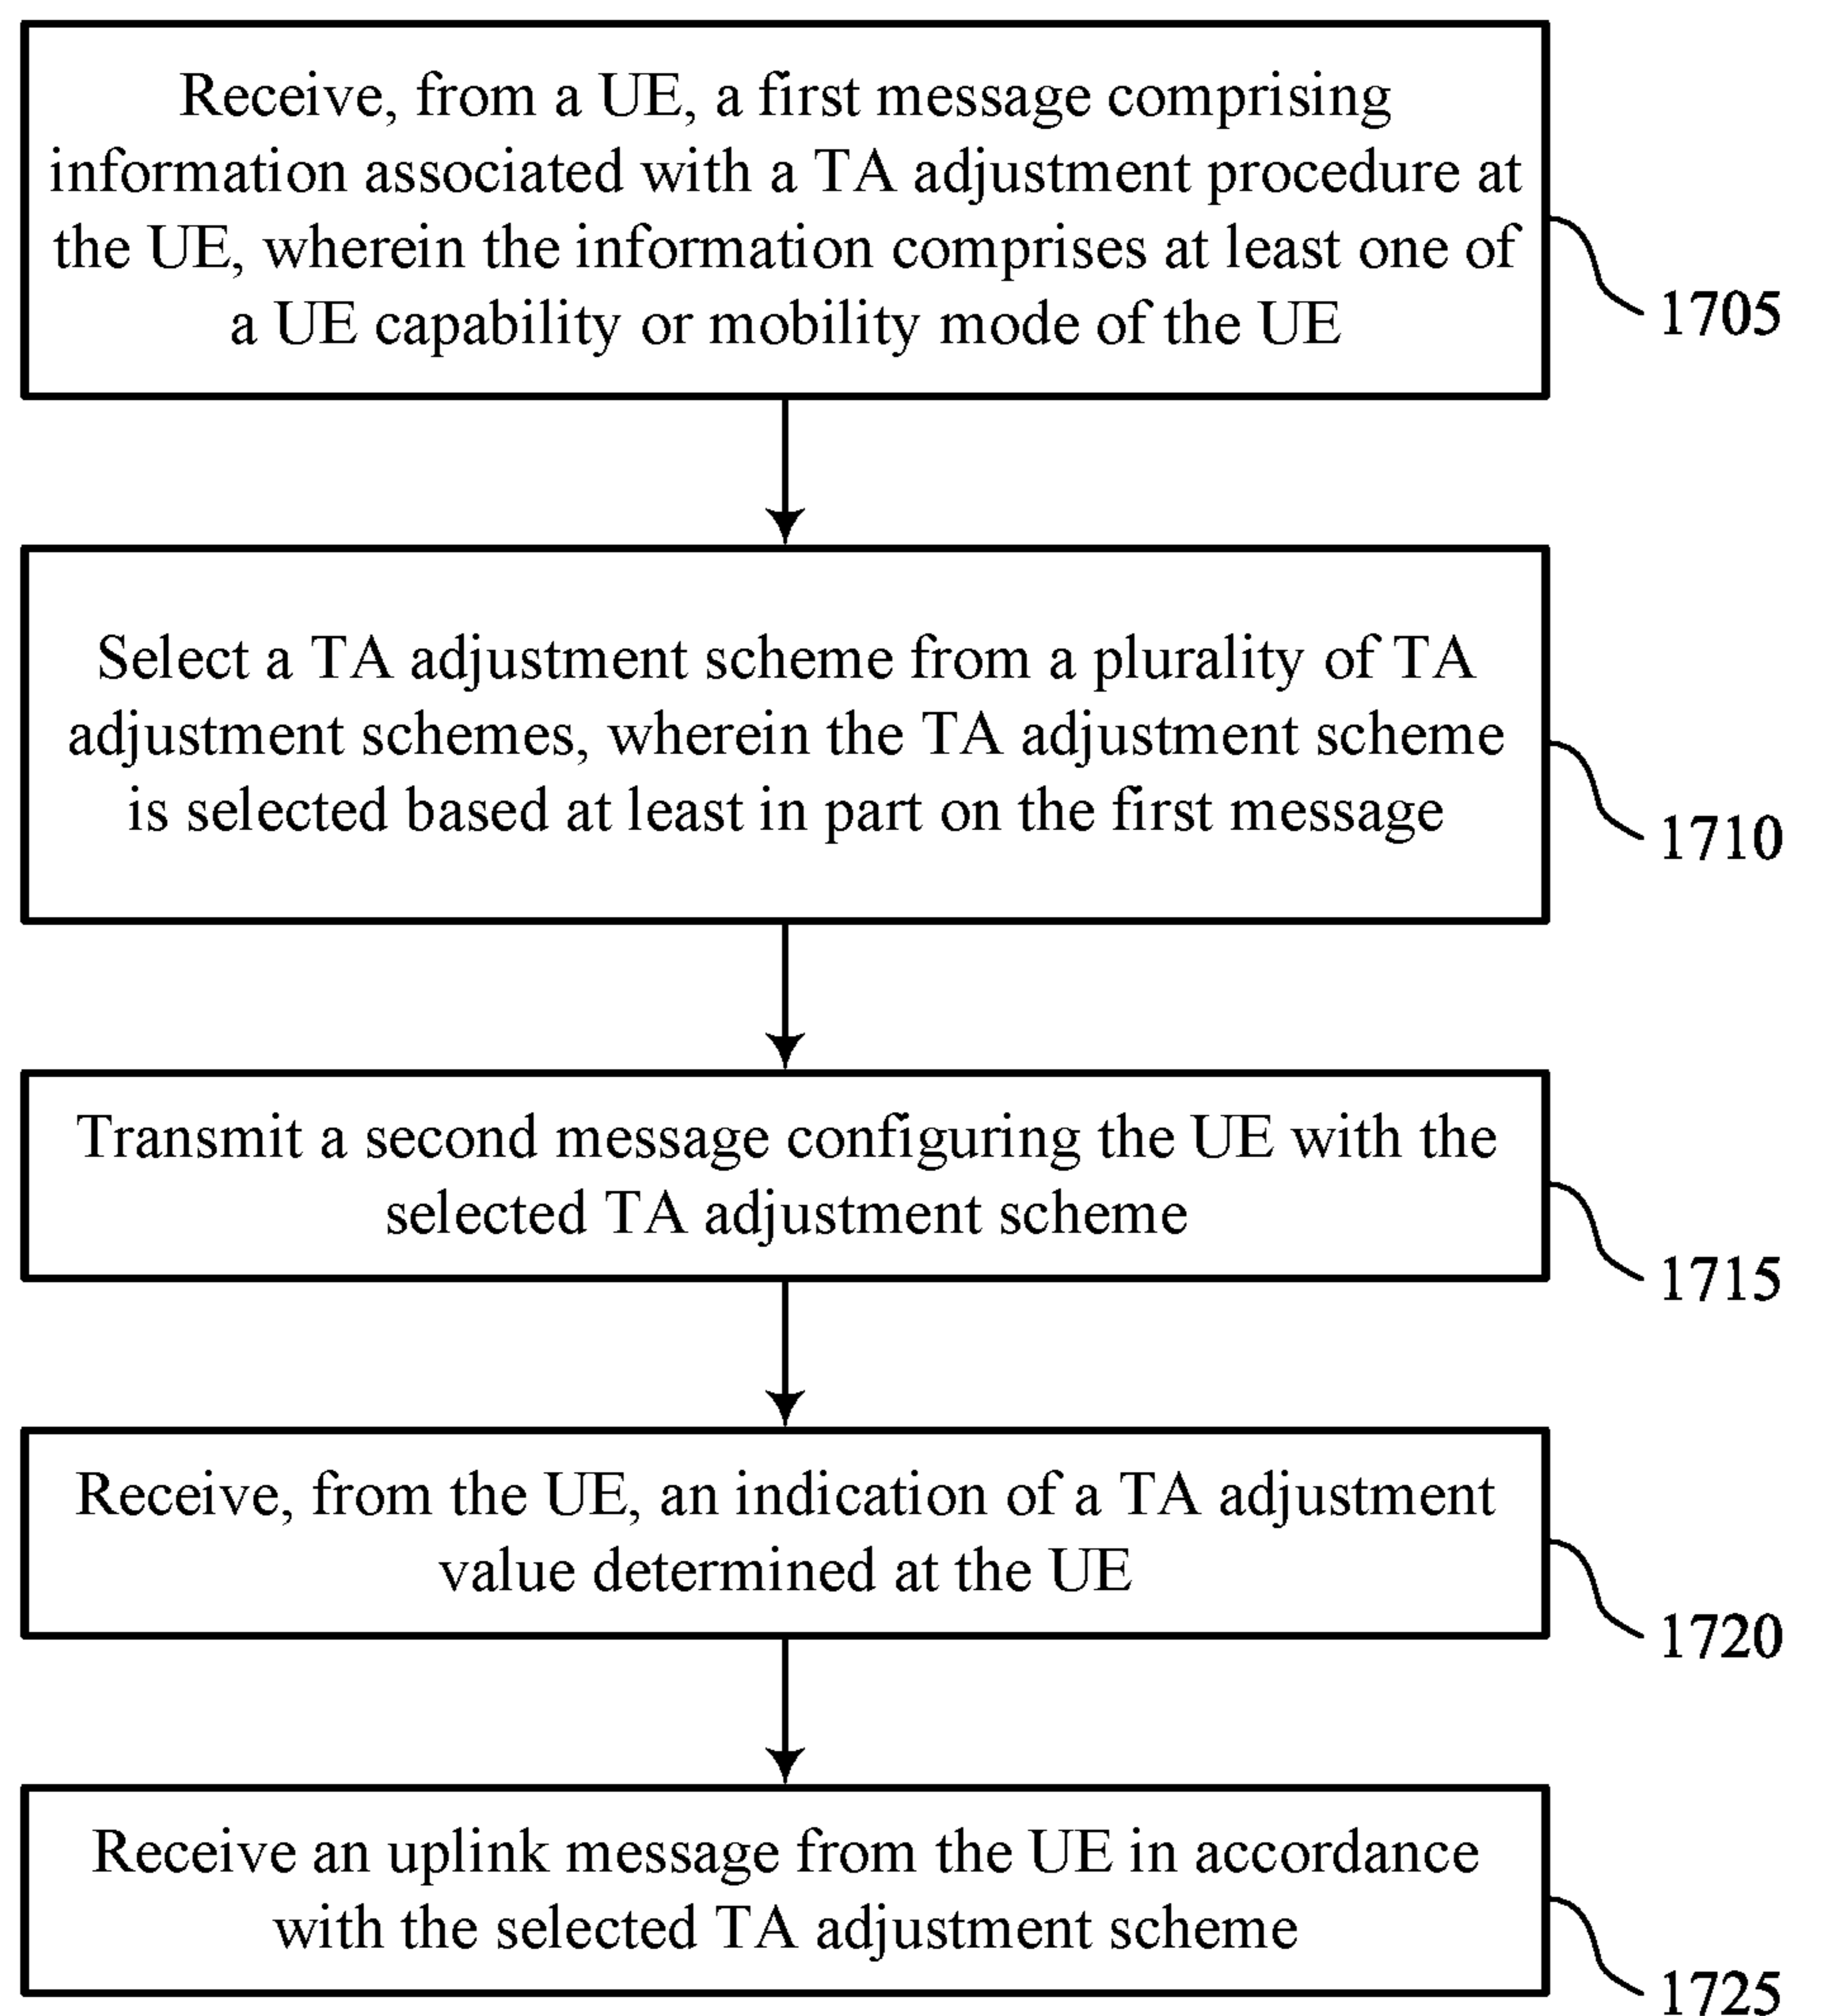 Receive, from a UE, a first message comprising
information associated with a TA adjustment procedure at
the UE, wherein the information comprises at least one of
a UE capability or mobility mode of the UE
1705
Select a TA adjustment scheme from a plurality of TA
adjustment schemes, wherein the TA adjustment scheme
is selected based at least in part on the first message
1710
Transmit a second message configuring the UE with the
selected TA adjustment scheme
1715
Receive, from the UE, an indication of a TA adjustment
value determined at the UE
1720
Receive an uplink message from the UE in accordance
with the selected TA adjustment scheme
1725